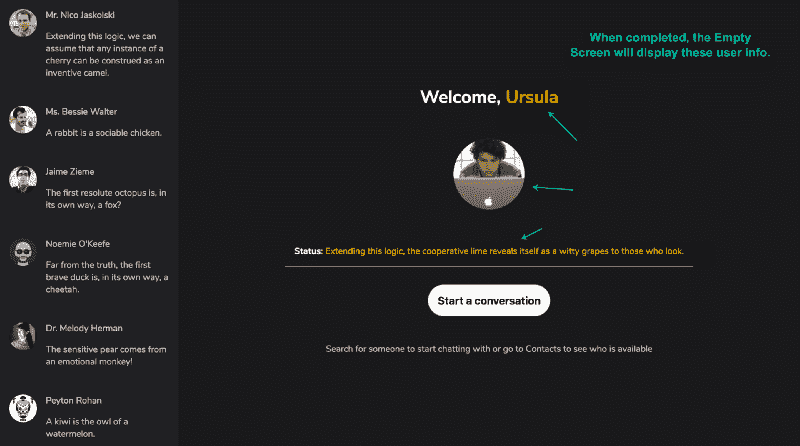 Mr. Nico Jaskolski
Extending this logic, we can
assume that any instance of a
cherry can be construed as an
inventive camel.
Ms. Bessie Walter
A rabbit is a sociable chicken.
Jaime Zieme
The first resolute octopus is, in
its own way, a fox?
Noemie O'Keefe
Far from the truth, the first
brave duck is, in its own way, a
cheetah.
Dr. Melody Herman
The sensitive pear comes from
an emotional monkey!
Peyton Rohan
A kiwi is the owl of a
watermelon.
When completed, the Empty
Screen will display these user info.
Welcome, Ursula
Status: Extending this logic, the cooperative lime reveals itself as a witty grapes to those who look.
Start a conversation
Search for someone to start chatting with or go to Contacts to see who is available